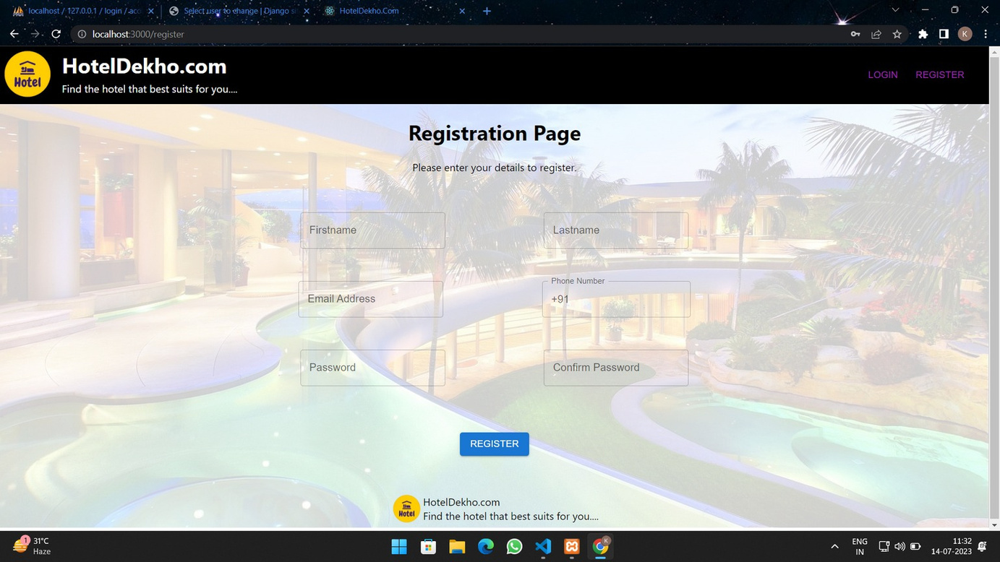 localhost / 127.0.0.1 / login / aco
Select user to change | Django si
HotelDekho.Com
localhost:3000/register
K
Hotel
HotelDekho.com
Find the hotel that best suits for you....
LOGIN
REGISTER
Registration Page
Please enter your details to register.
Firstname
Lastname
Email Address
Phone Number
+91
Password
Confirm Password
REGISTER
Hotel
HotelDekho.com
Find the hotel that best suits for you....
1
31°C
Haze
K
ENG
IN
11:32
14-07-2023